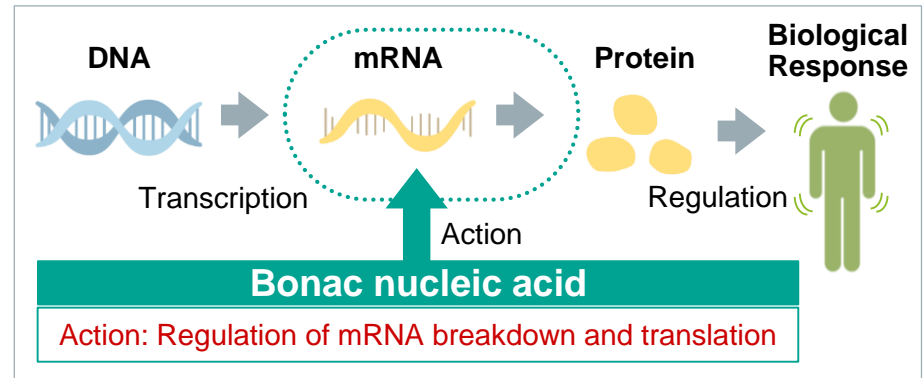 DNA
mRNA
Protein
Biological
Response
Transcription
Regulation
Action
Bonac nucleic acid
Action: Regulation of mRNA breakdown and translation